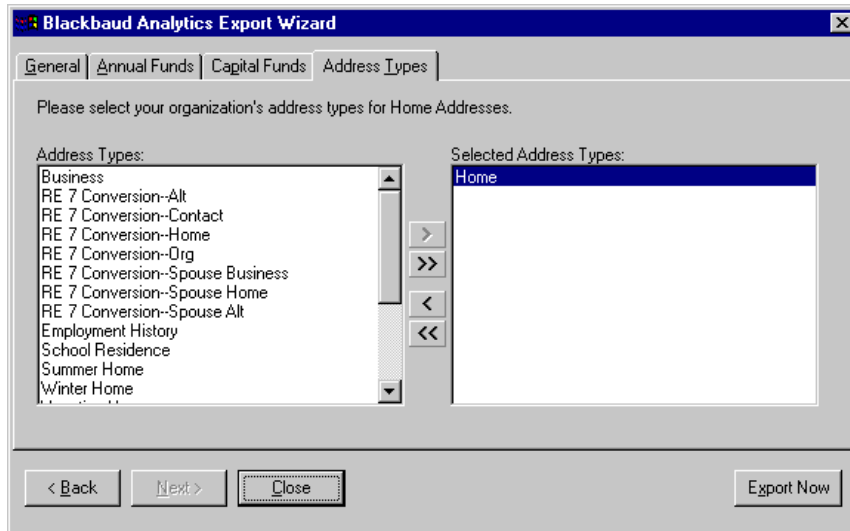 Blackbaud Analytics Export Wizard
General Annual Funds Capital Funds Address Types
Please select your organization's address types for Home Addresses.
Address Types:
Business
RE 7 Conversion--Alt
RE 7 Conversion--Contact
RE 7 Conversion--Home
RE 7 Conversion--Org
RE 7 Conversion--Spouse Business
RE 7 Conversion--Spouse Home
RE 7 Conversion--Spouse Alt
Employment History
School Residence
Summer Home
Winter Home
>
>>
<
<<
Selected Address Types:
Home
< Back Next > Close Export Now